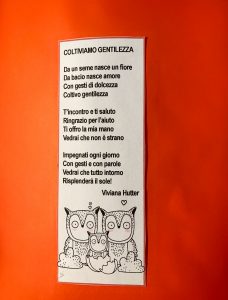 COLTIVIAMO GENTILEZZA
Da un seme nasce un fiore
Da bacio nasce amore
Con gesti di dolcezza
Coltivo gentilezza
T'incontro e ti saluto
Ringrazio per l'aiuto
Ti offro la mia mano
Vedrai che non è strano
Impegnati ogni giorno
Con gesti e con parole
Vedrai che tutto intorno
Risplenderà il sole!
Viviana Hutter